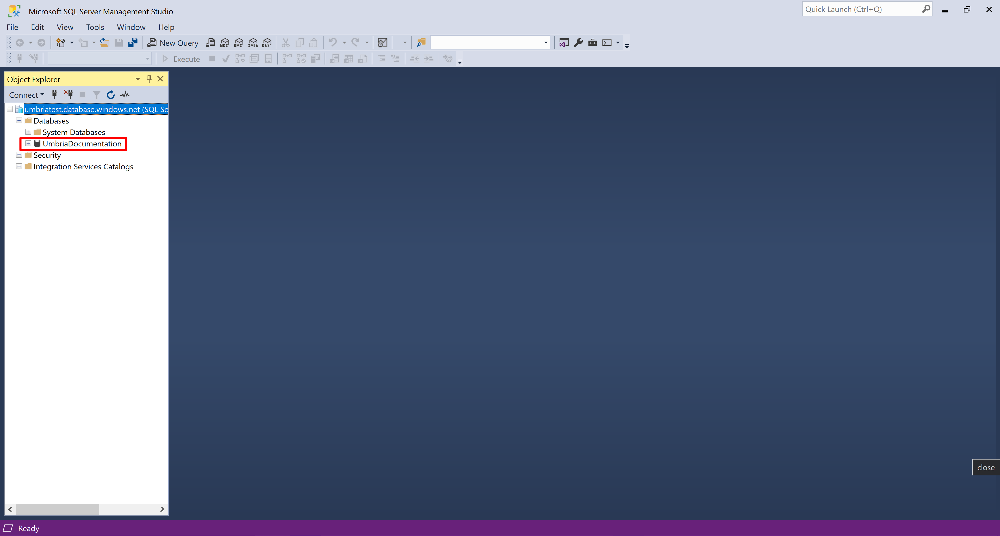 Microsoft SQL Server Management Studio
Quick Launch (Ctrl+Q)
File Edit View Tools Window Help
New Query MDX DMX XMLA DAX
Execute
Object Explorer
Connect
umbriatest.database.windows.net (SQL Se
Databases
System Databases
UmbriaDocumentation
Security
Integration Services Catalogs
close
Ready